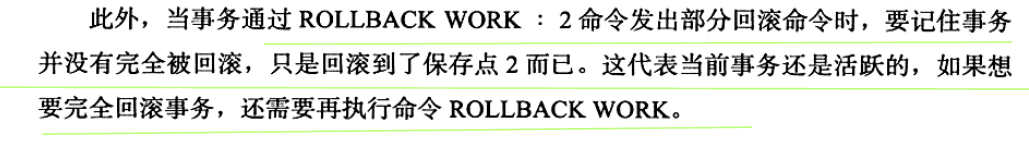 此外，当事务通过 ROLLBACK WORK ： 2 命令发出部分回滚命令时，要记住事务
并没有完全被回滚，只是回滚到了保存点 2 而已。这代表当前事务还是活跃的，如果想
要完全回滚事务，还需要再执行命令 ROLLBACK WORK。